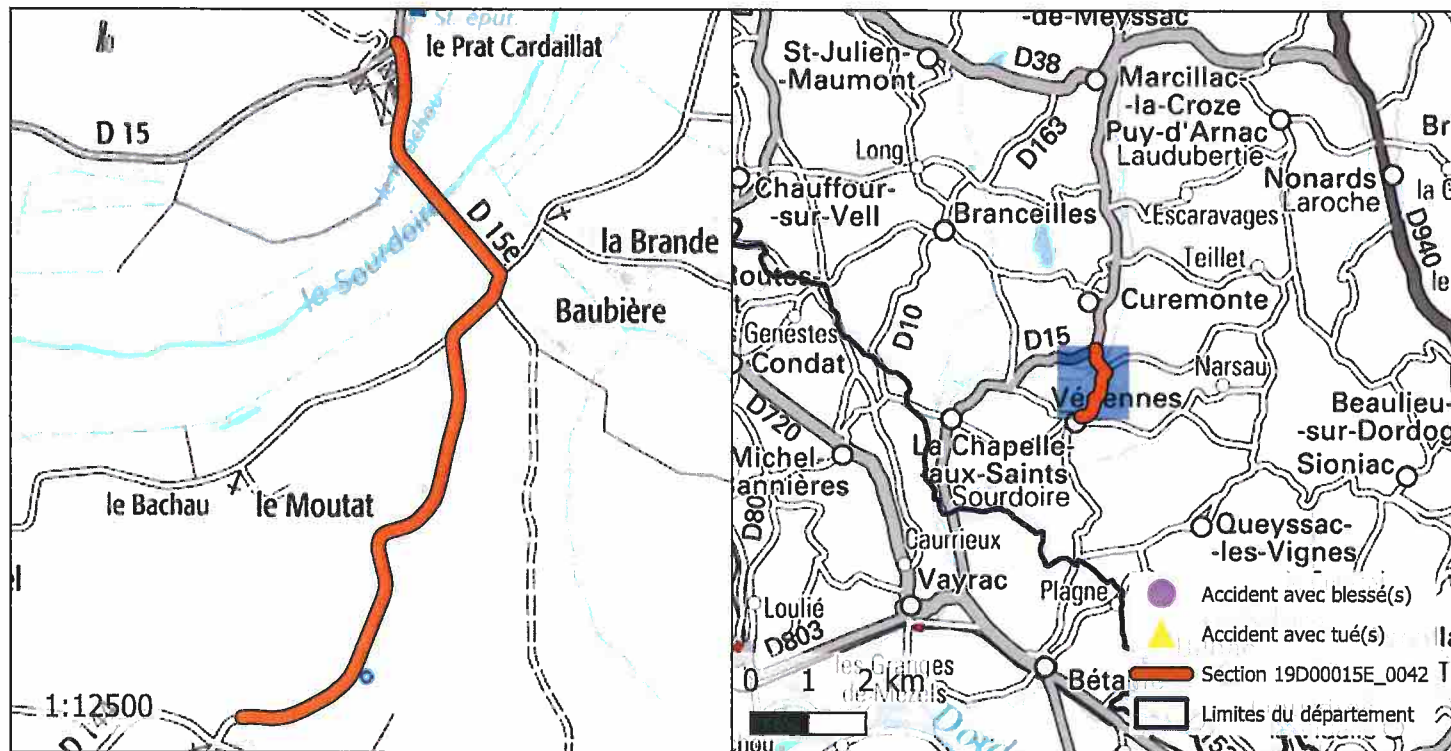 St. épur.
le Prat Cardaillat
D 15
le Sourdoire
D 15e
la Brande
Baubière
le Bachau
le Moutat
1:12500
-de-Meyssac
St-Julien-
-Maumont
D38
Marcillac-
-la-Croze
Puy-d'Arnac
Laudubertie
D163
Long
Chauffour-
-sur-Vell
Branceilles
Escaravages
Nonards
Laroche
D940
Teillet
Curemonte
Genestes
Condat
D10
D15
Narsau
Végennes
Beaulieu-
-sur-Dordog
Sioniac
D720
Michel-
annières
La Chapelle-
-aux-Saints
Sourdoire
Queyssac-
-les-Vignes
Caurrieux
Vayrac
Plagne
Loulié
D803
les Granges
de Mézels
Béta
0 1 2 km
Accident avec blessé(s)
Accident avec tué(s)
Section 19D00015E_0042
Limites du département